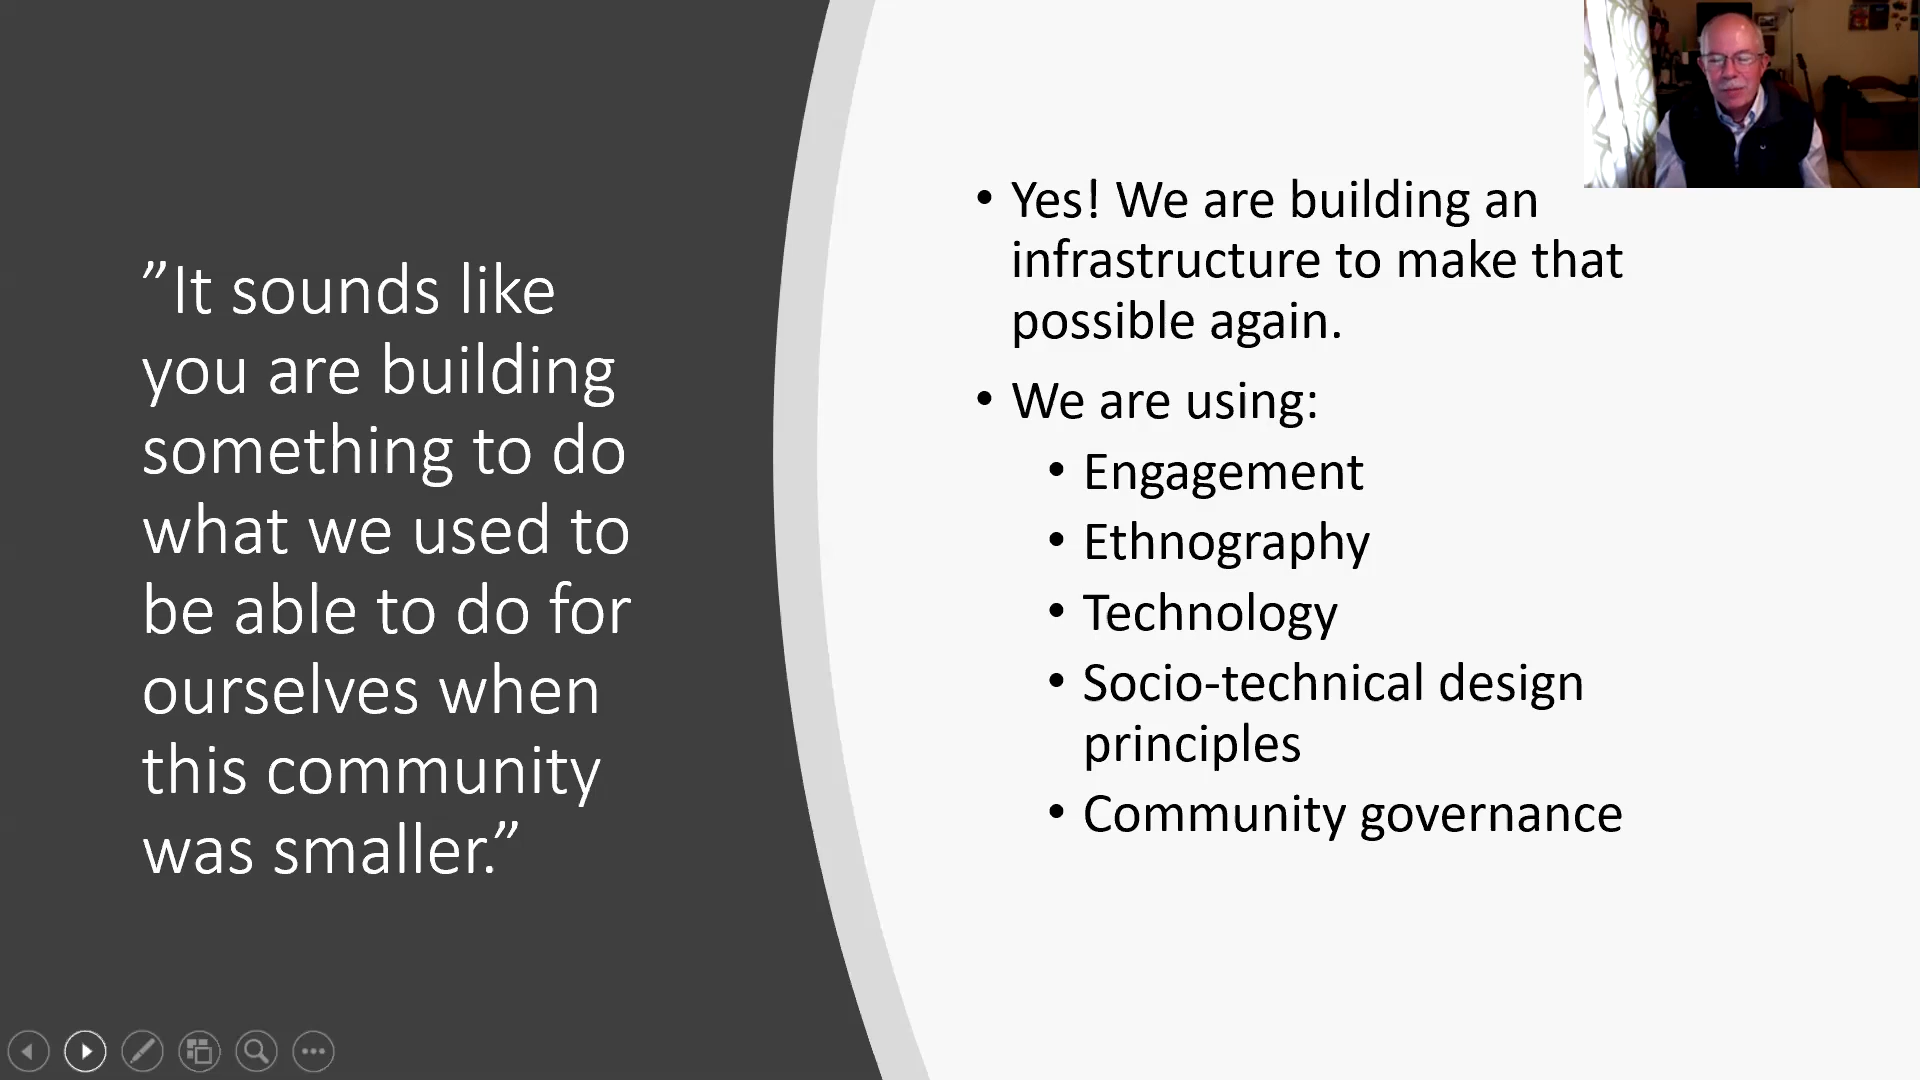 ”It sounds like
you are building
something to do
what we used to
be able to do for
ourselves when
this community
was smaller.”
• Yes! We are building an
infrastructure to make that
possible again.
• We are using:
• Engagement
• Ethnography
• Technology
• Socio-technical design
principles
• Community governance